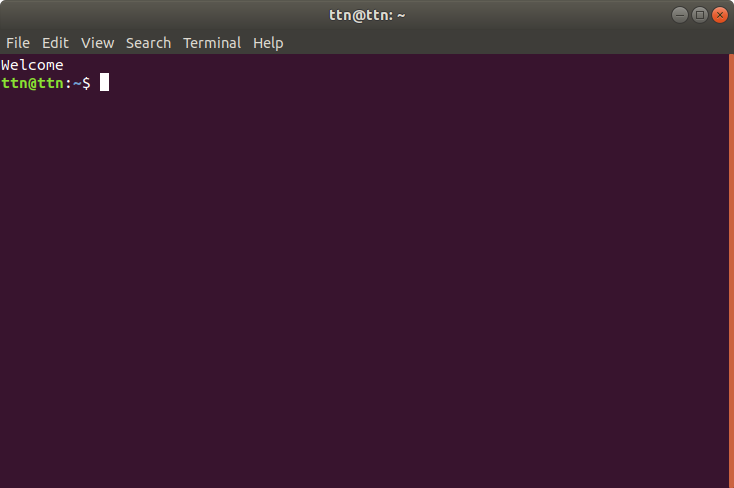 ttn@ttn: ~
File Edit View Search Terminal Help
Welcome
ttn@ttn:~$